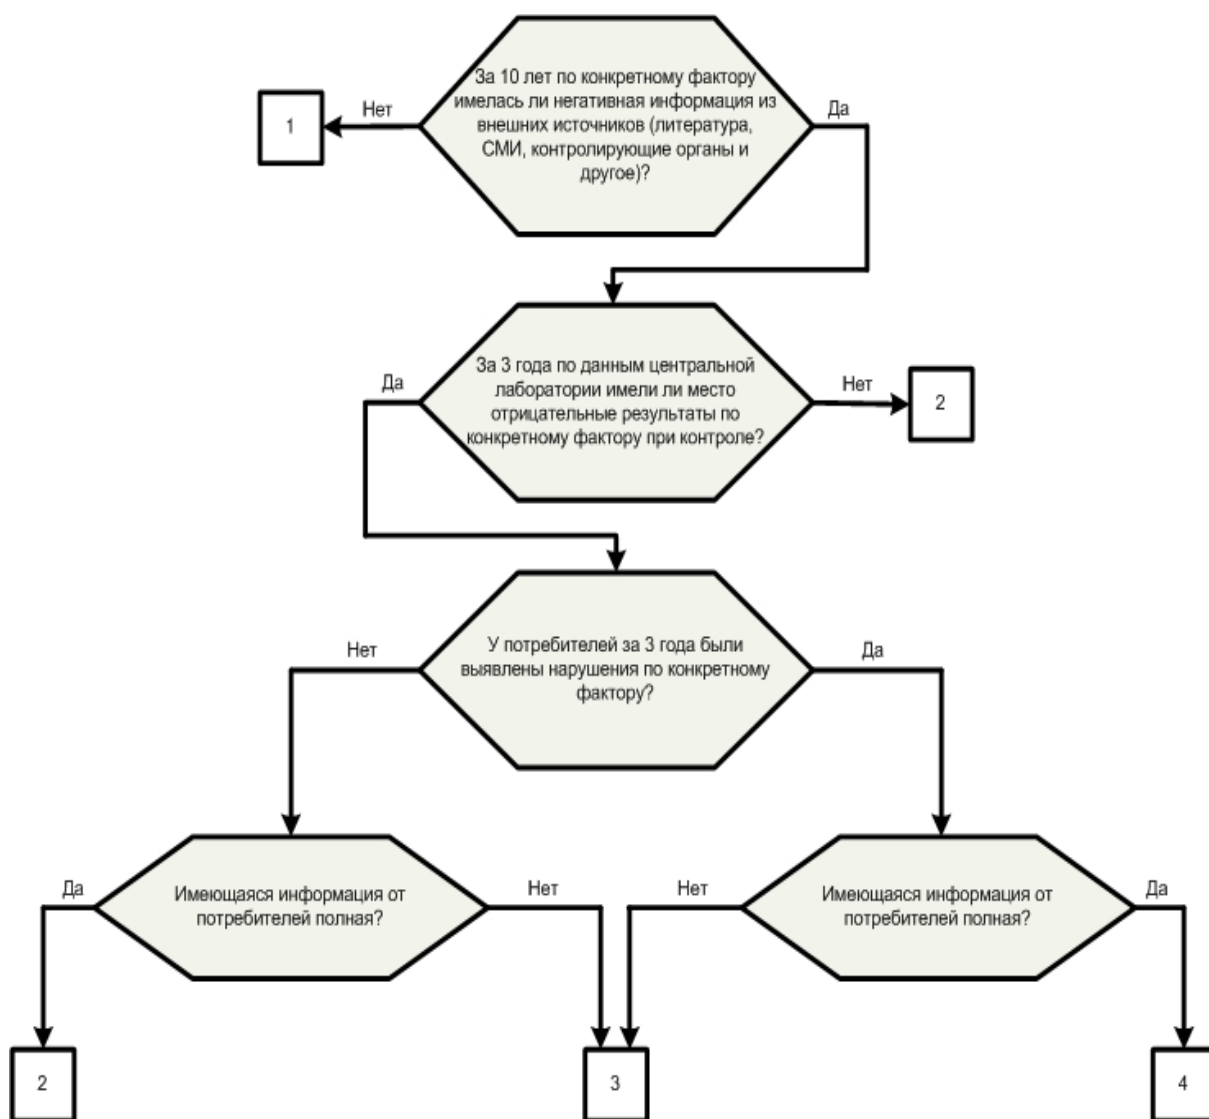 За 10 лет по конкретному фактору
имелась ли негативная информация из
внешних источников (литература,
СМИ, контролирующие органы и
другое)?
Нет
Да
1
За 3 года по данным центральной
лаборатории имели ли место
отрицательные результаты по
конкретному фактору при контроле?
Да
Нет
2
У потребителей за 3 года были
выявлены нарушения по конкретному
фактору?
Нет
Да
Имеющаяся информация от
потребителей полная?
Да
Нет
Имеющаяся информация от
потребителей полная?
Нет
Да
2
3
4